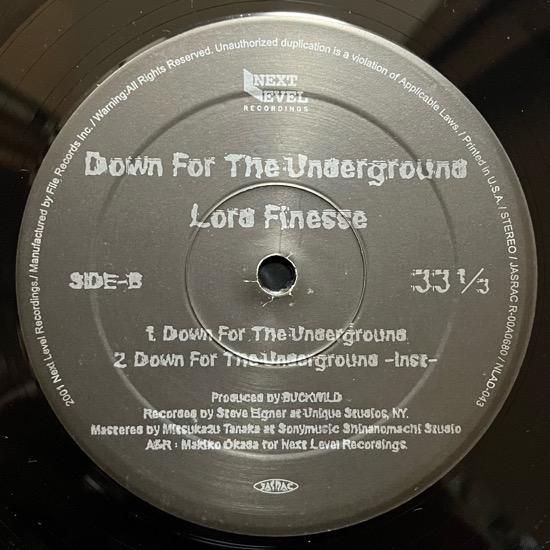 2001 Next Level Recordings./ Manufactured by File Records Inc. / Warning:All Rights Reserved. Unauthorized duplication is a violation of Applicable Laws. / Printed in U.S.A. / STEREO / JASRAC R-00A0680 / NLAD-043
NEXT
LEVEL
RECORDINGS
Down For The Underground
Lord Finesse
SIDE-B
33 1/3
1. Down For The Underground
2. Down For The Underground -Inst-
Produced by BUCKWILD
Recorded by Steve Eigner at Unique Studios, NY.
Mastered by Mitsukazu Tanaka at Sonymusic Shinanomachi Studio
A&R : Makiko Okada for Next Level Recordings.
JASRAC